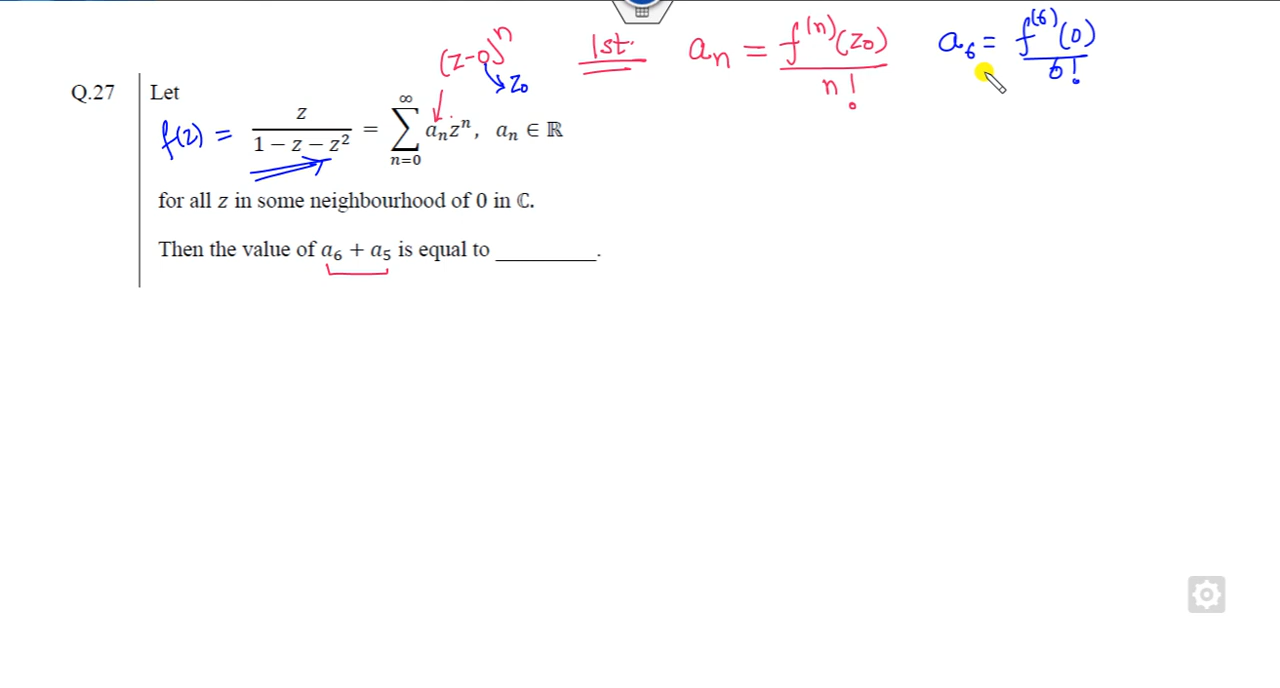 (z-0)^n → z₀
1st. a_n = f^(n)(z₀) / n!
a₆ = f^(6)(0) / 6!
Q.27 Let
f(z) = z / (1 − z − z²) = ∑_{n=0}^{∞} a_n z^n, a_n ∈ ℝ
for all z in some neighbourhood of 0 in ℂ.
Then the value of a₆ + a₅ is equal to __________.